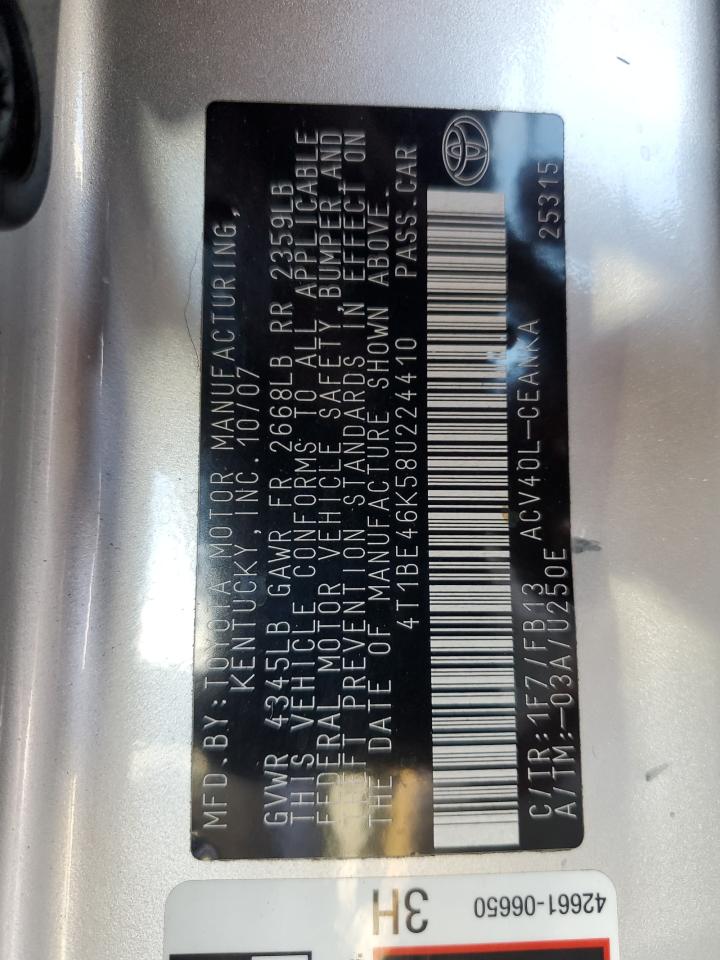 MFD.BY:TOYOTA MOTOR MANUFACTURING,
KENTUCKY, INC.10/07
GVWR 4345LB GAWR FR 2668LB RR 2359LB
THIS VEHICLE CONFORMS TO ALL APPLICABLE
FEDERAL MOTOR VEHICLE SAFETY,BUMPER,AND
THEFT PREVENTION STANDARDS IN EFFECT ON
THE DATE OF MANUFACTURE SHOWN ABOVE.
4T1BE46K58U224410 PASS.CAR
C/TR:1F7/FB13 ACV40L-CEANKA 25315
A/TM:-03A/U250E
42661-06650
3H